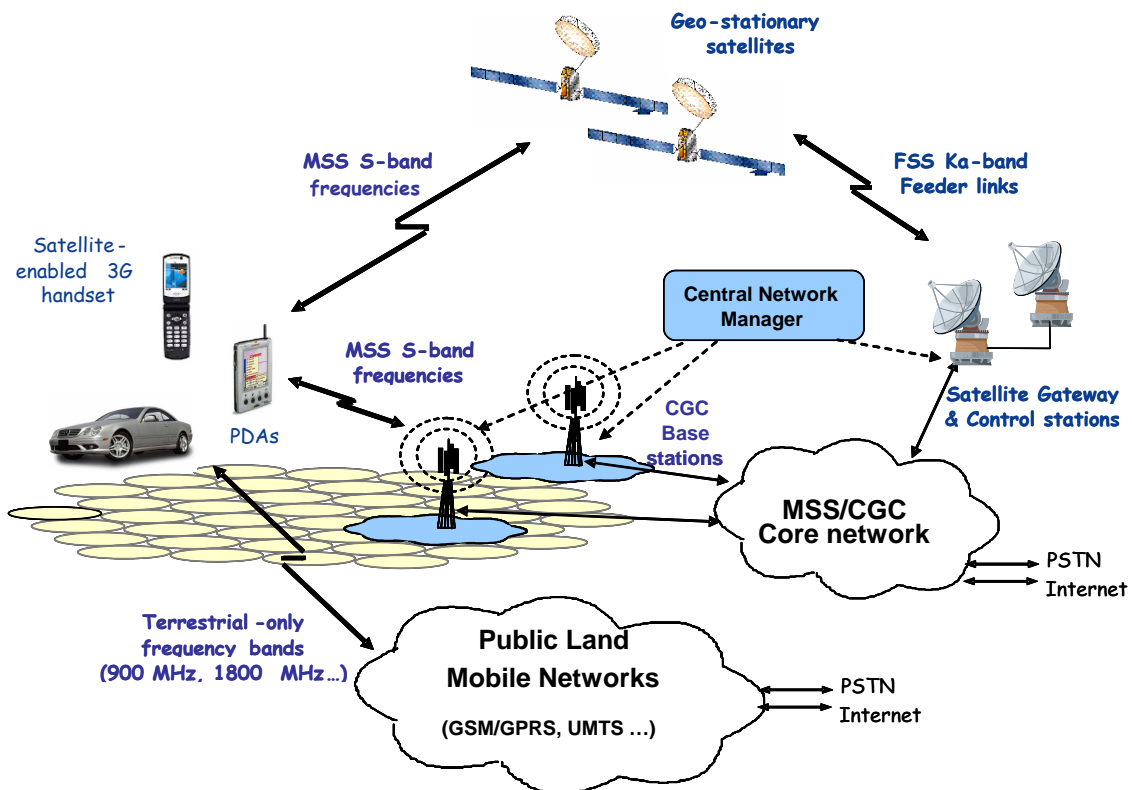 Geo-stationary
satellites
MSS S-band
frequencies
FSS Ka-band
Feeder links
Satellite-
enabled 3G
handset
Central Network
Manager
MSS S-band
frequencies
PDAs
CGC
Base
stations
Satellite Gateway
& Control stations
MSS/CGC
Core network
PSTN
Internet
Terrestrial-only
frequency bands
(900 MHz, 1800 MHz...)
Public Land
Mobile Networks
(GSM/GPRS, UMTS ...)
PSTN
Internet